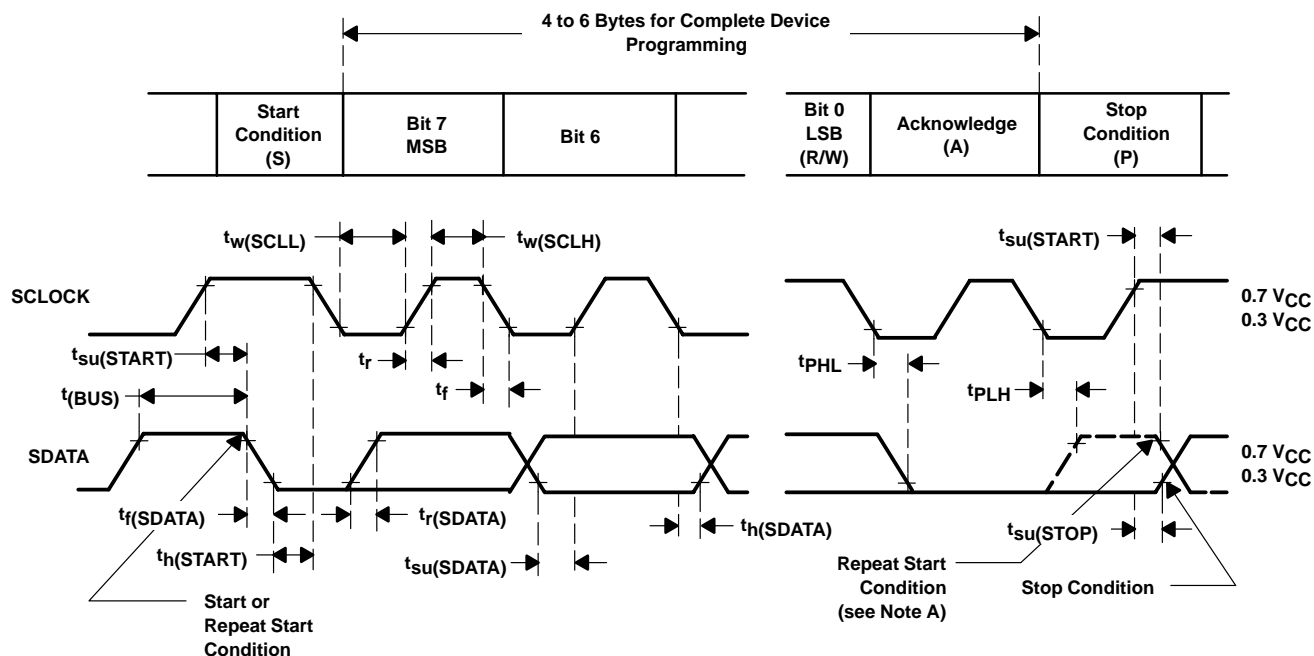 4 to 6 Bytes for Complete Device
Programming
Start
Condition
(S)
Bit 7
MSB
Bit 6
Bit 0
LSB
(R/W)
Acknowledge
(A)
Stop
Condition
(P)
tw(SCLL)
tw(SCLH)
tsu(START)
SCLOCK
0.7 VCC
0.3 VCC
tsu(START)
tr
tPHL
t(BUS)
tf
tPLH
SDATA
0.7 VCC
0.3 VCC
tf(SDATA)
tr(SDATA)
th(SDATA)
tsu(STOP)
th(START)
tsu(SDATA)
Repeat Start
Condition
(see Note A)
Stop Condition
Start or
Repeat Start
Condition